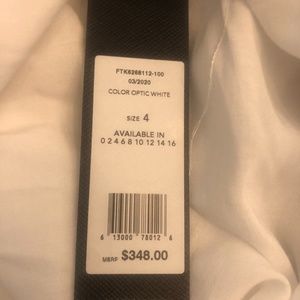 FTK6268112-100
03/2020
COLOR OPTIC WHITE
SIZE 4
AVAILABLE IN
0 2 4 6 8 10 12 14 16
6 13000 78012 6
MSRP $348.00